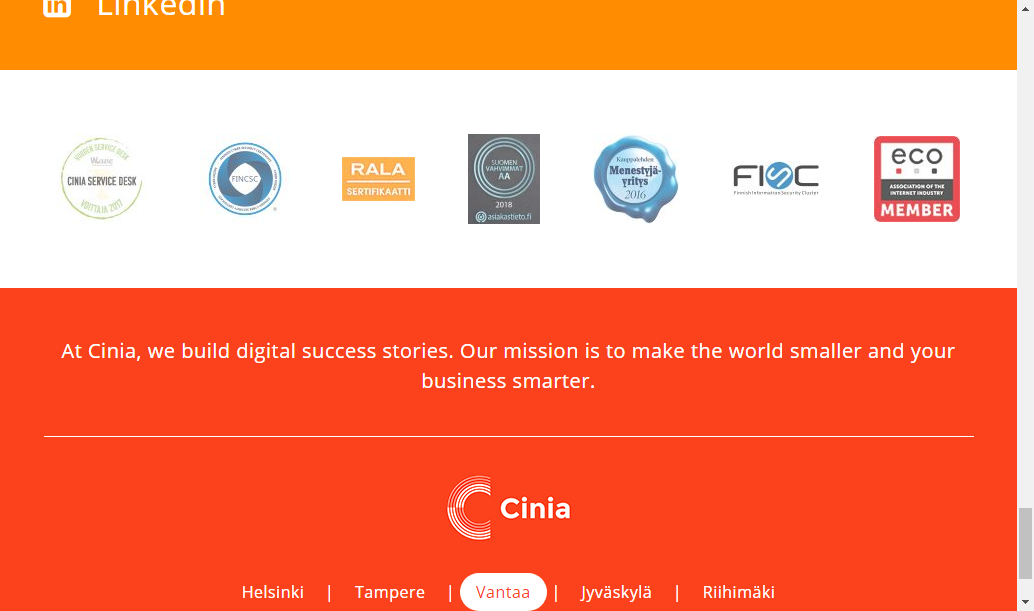 in LinkedIn
VUODEN SERVICE DESK
CINIA SERVICE DESK
VOITTAJA 2017
FINCSC
RALA
SERTIFIKAATTI
SUOMEN
VAHVIMMAT
AA
2018
asiakastieto.fi
Kauppalehden
Menestyjä-
yritys
2016
FISC
Finnish Information Security Cluster
eco
ASSOCIATION OF THE
INTERNET INDUSTRY
MEMBER
At Cinia, we build digital success stories. Our mission is to make the world smaller and your
business smarter.
Cinia
Helsinki | Tampere | Vantaa | Jyväskylä | Riihimäki